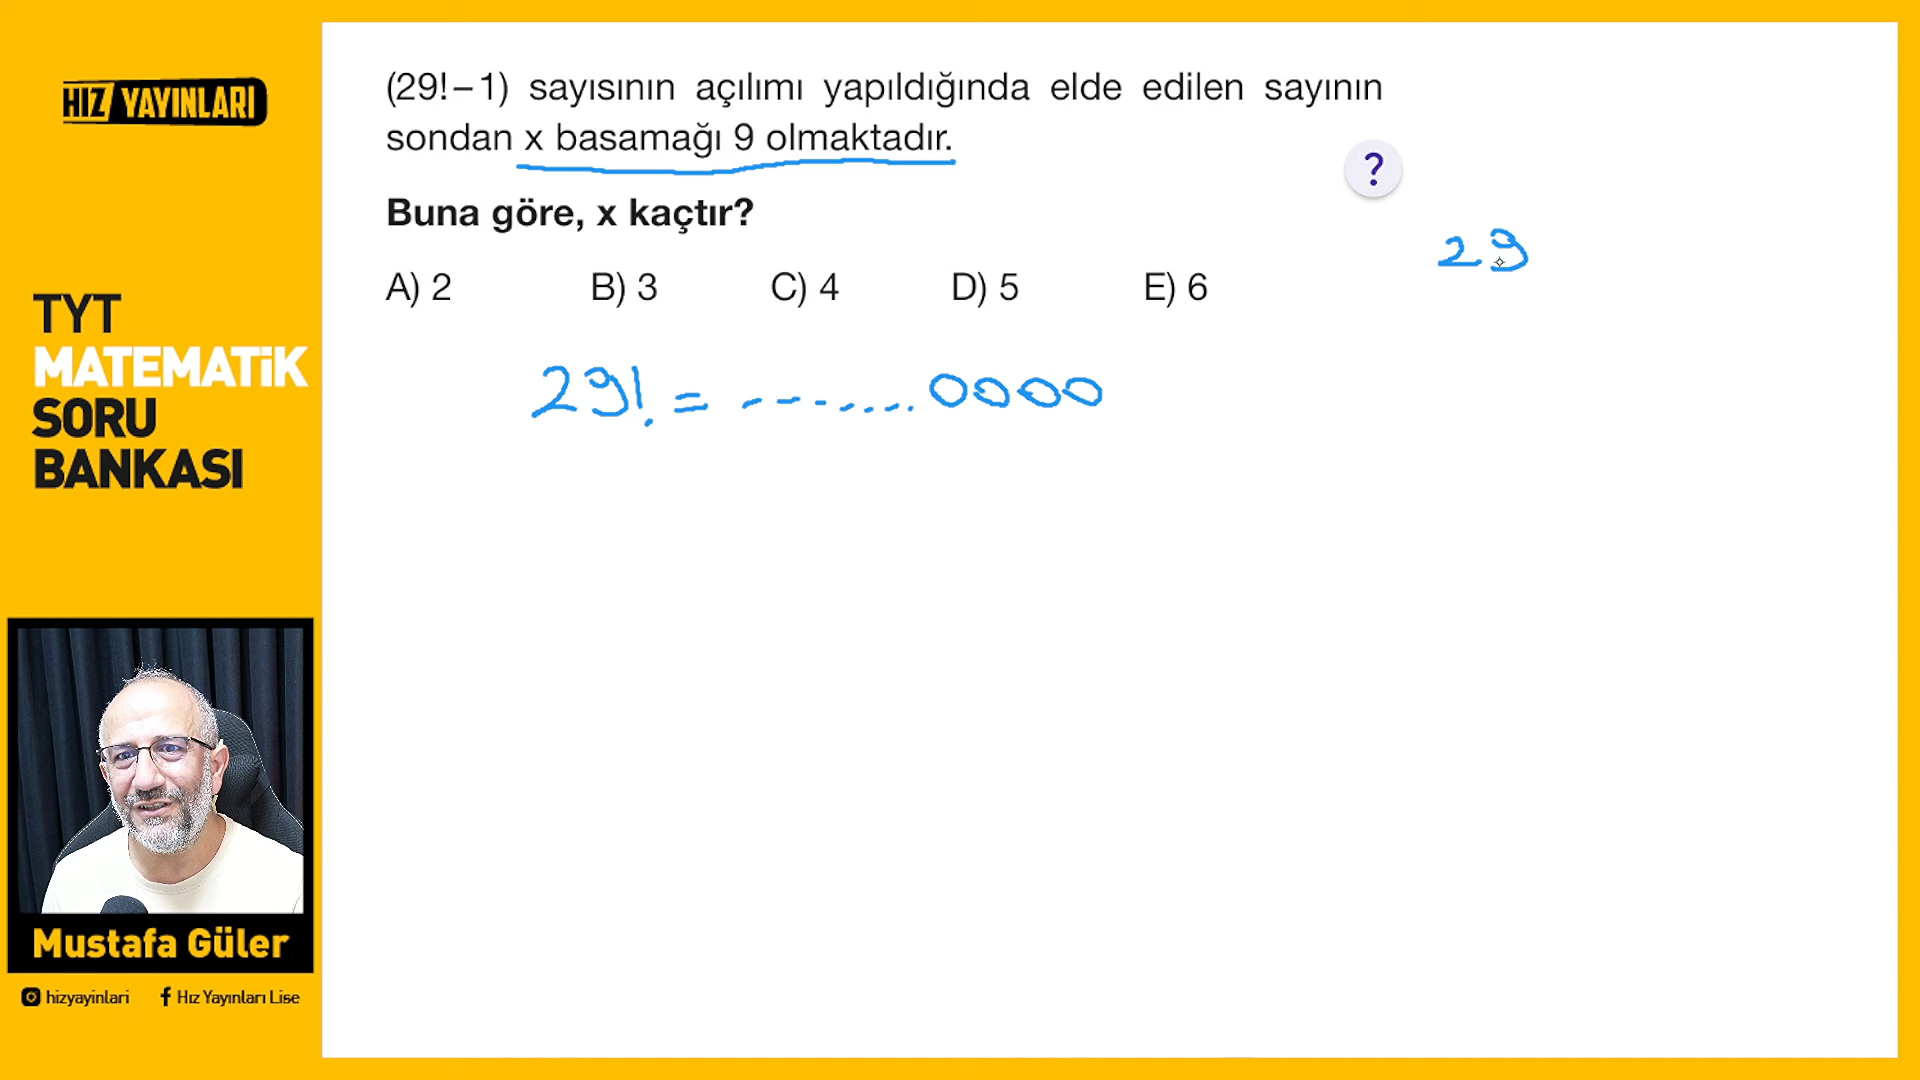 HIZ YAYINLARI
TYT
MATEMATİK
SORU
BANKASI
(29!–1) sayısının açılımı yapıldığında elde edilen sayının
sondan x basamağı 9 olmaktadır.
?
Buna göre, x kaçtır?
29
A) 2 B) 3 C) 4 D) 5 E) 6
29! = -------- 0000
Mustafa Güler
hizyayinlari
Hız Yayınları Lise